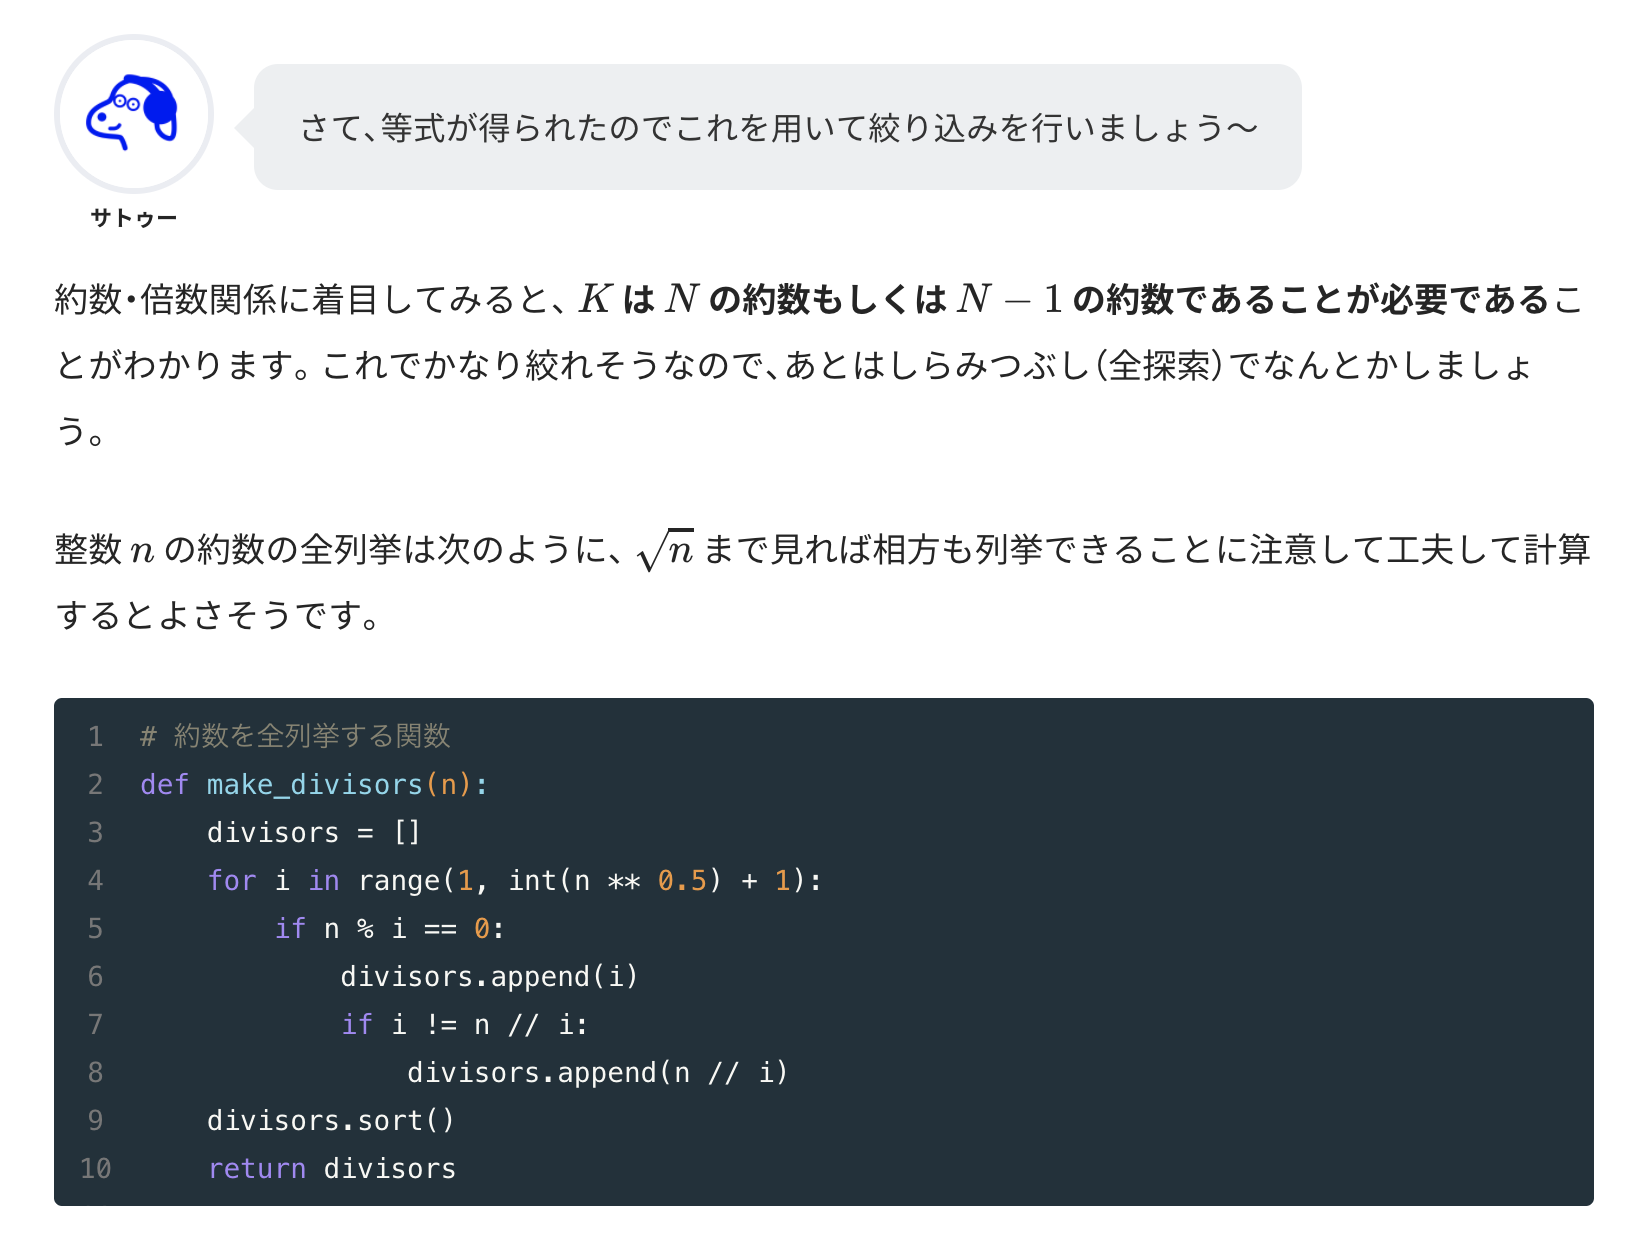 さて、等式が得られたのでこれを用いて絞り込みを行いましょう〜
サトゥー
約数・倍数関係に着目してみると、K は N の約数もしくは N − 1 の約数であることが必要であるこ
とがわかります。これでかなり絞れそうなので、あとはしらみつぶし（全探索）でなんとかしましょ
う。
整数 n の約数の全列挙は次のように、√n まで見れば相方も列挙できることに注意して工夫して計算
するとよさそうです。
1 # 約数を全列挙する関数
2 def make_divisors(n):
3     divisors = []
4     for i in range(1, int(n ** 0.5) + 1):
5         if n % i == 0:
6             divisors.append(i)
7             if i != n // i:
8                 divisors.append(n // i)
9     divisors.sort()
10     return divisors